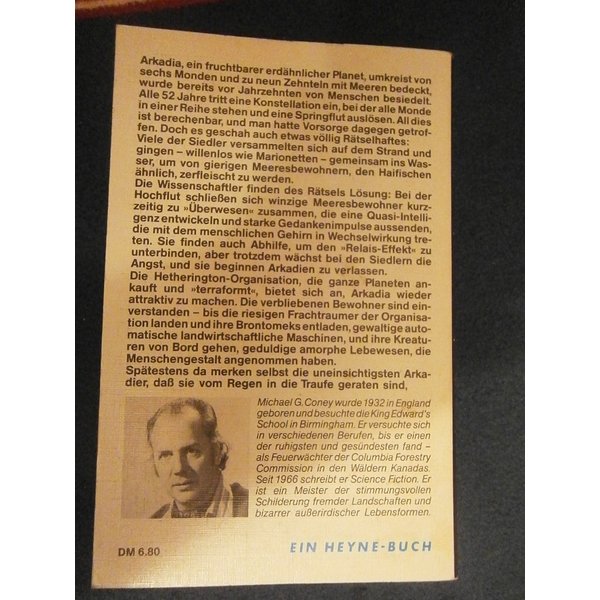 Arkadia, ein fruchtbarer erdähnlicher Planet, umkreist von
sechs Monden und zu neun Zehnteln mit Meeren bedeckt,
wurde bereits vor Jahrzehnten von Menschen besiedelt.
Alle 52 Jahre tritt eine Konstellation ein, bei der alle Monde
in einer Reihe stehen und eine Springflut auslösen. All dies
ist berechenbar, und man hatte Vorsorge dagegen getrof-
fen. Doch es geschah auch etwas völlig Rätselhaftes:
Viele der Siedler versammelten sich auf dem Strand und
gingen – willenlos wie Marionetten – gemeinsam ins Was-
ser, um von gierigen Meeresbewohnern, den Haifischen
ähnlich, zerfleischt zu werden.
Die Wissenschaftler finden des Rätsels Lösung: Bei der
Hochflut schließen sich winzige Meeresbewohner kurz-
zeitig zu »Überwesen« zusammen, die eine Quasi-Intelli-
genz entwickeln und starke Gedankenimpulse aussenden,
die mit dem menschlichen Gehirn in Wechselwirkung tre-
ten. Sie finden auch Abhilfe, um den »Relais-Effekt« zu
unterbinden, aber trotzdem wächst bei den Siedlern die
Angst, und sie beginnen Arkadien zu verlassen.
Die Hetherington-Organisation, die ganze Planeten an-
kauft und »terraformt«, bietet sich an, Arkadia wieder
attraktiv zu machen. Die verbliebenen Bewohner sind ein-
verstanden – bis die riesigen Frachtraumer der Organisa-
tion landen und ihre Brontomeks entladen, gewaltige auto-
matische landwirtschaftliche Maschinen, und ihre Kreatu-
ren von Bord gehen, geduldige amorphe Lebewesen, die
Menschengestalt angenommen haben.
Spätestens da merken selbst die uneinsichtigsten Arka-
dier, daß sie vom Regen in die Traufe geraten sind,
Michael G. Coney wurde 1932 in England
geboren und besuchte die King Edward's
School in Birmingham. Er versuchte sich
in verschiedenen Berufen, bis er einen
der ruhigsten und gesündesten fand –
als Feuerwächter der Columbia Forestry
Commission in den Wäldern Kanadas.
Seit 1966 schreibt er Science Fiction. Er
ist ein Meister der stimmungsvollen
Schilderung fremder Landschaften und
bizarrer außerirdischer Lebensformen.
DM 6.80
EIN HEYNE-BUCH